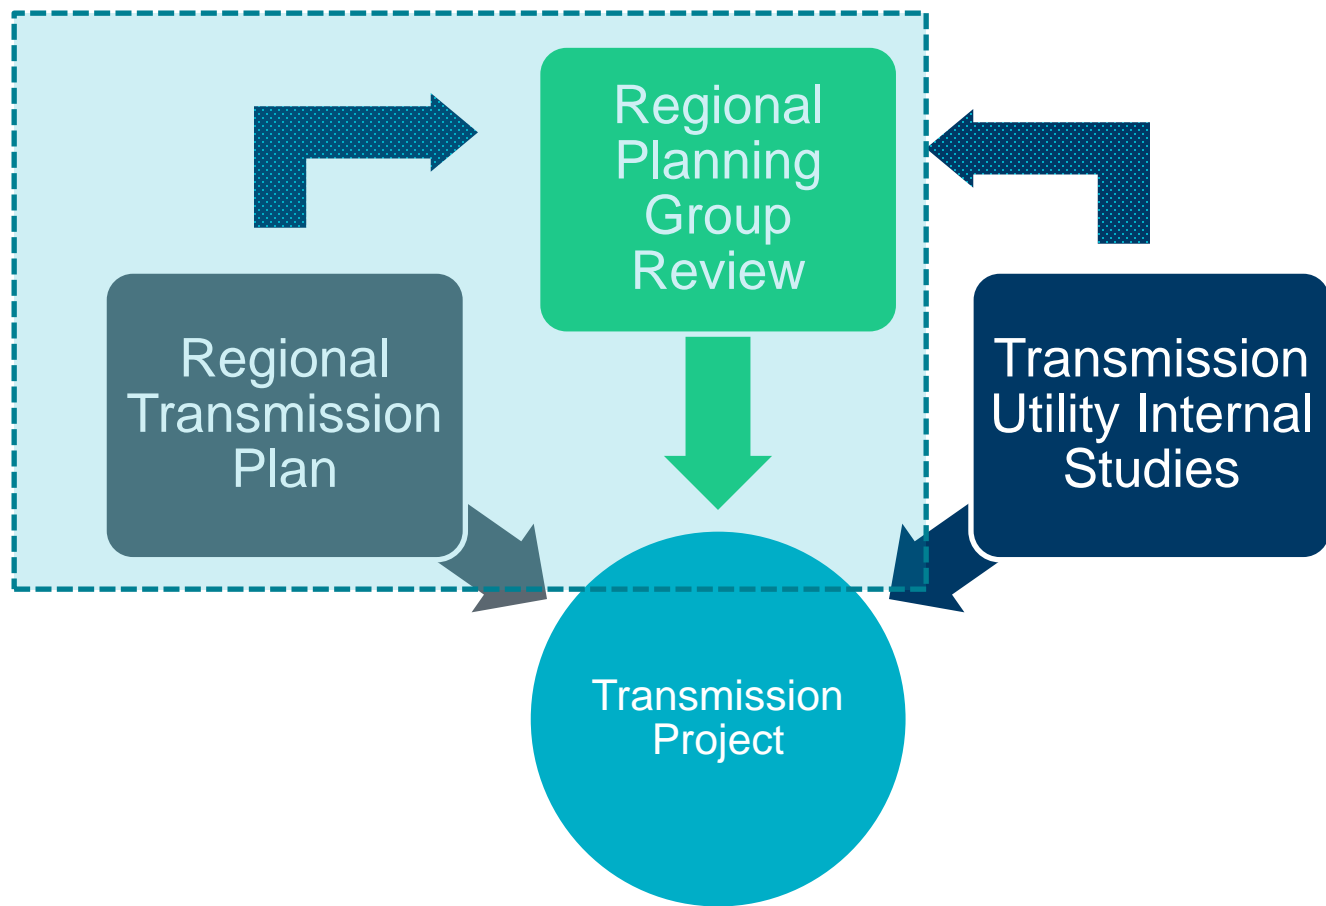 Regional
Planning
Group
Review
Regional
Transmission
Plan
Transmission
Utility Internal
Studies
Transmission
Project